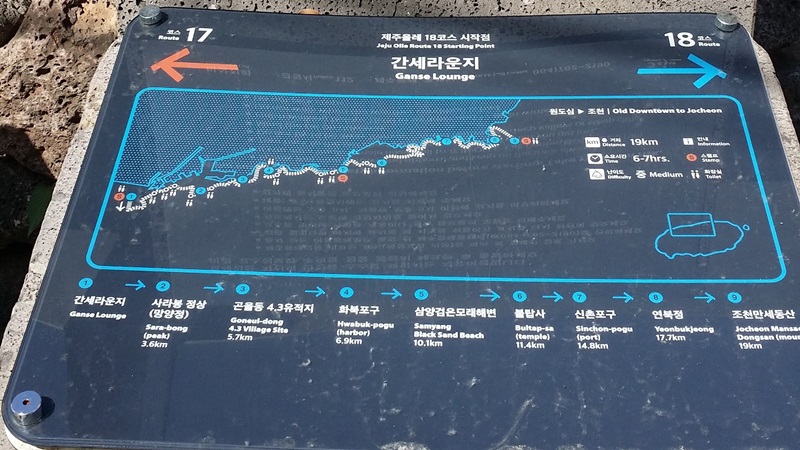 코스
Route 17
제주올레 18코스 시작점
Jeju Olle Route 18 Starting Point
18 코스
Route
간세라운지
Ganse Lounge
원도심 ▶ 조천 | Old Downtown to Jocheon
km 총 거리
Distance 19km
안내
Information
소요시간
Time 6-7hrs.
S 스탬프
Stamp
난이도
Difficulty 중 Medium
화장실
Toilet
1
간세라운지
Ganse Lounge
2
사라봉 정상
(망양정)
Sara-bong
(peak)
3.6km
3
곤을동 4.3유적지
Goneul-dong
4.3 Village Site
5.7km
4
화북포구
Hwabuk-pogu
(harbor)
6.9km
5
삼양검은모래해변
Samyang
Black Sand Beach
10.1km
6
불탑사
Bultap-sa
(temple)
11.4km
7
신촌포구
Sinchon-pogu
(port)
14.8km
8
연북정
Yeonbukjeong
17.7km
9
조천만세동산
Jocheon Manse
Dongsan (mou
19km